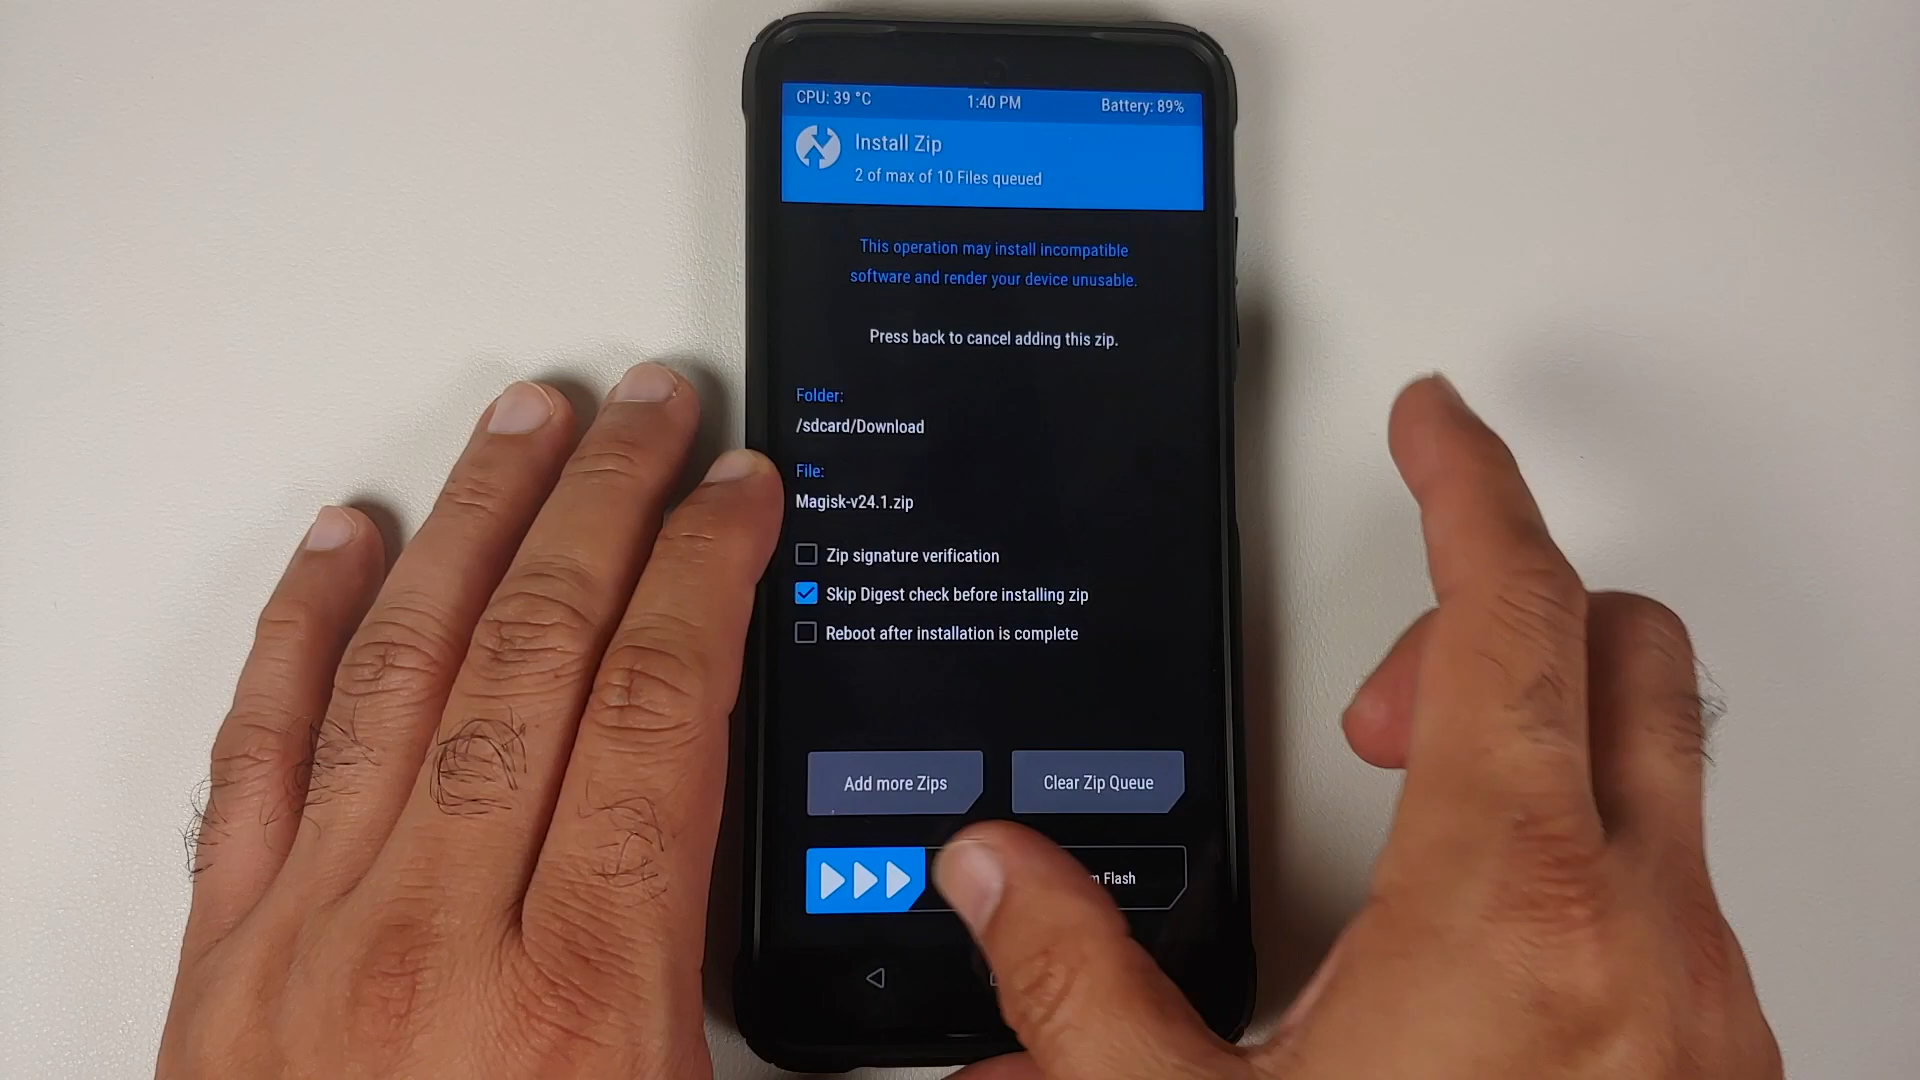 CPU: 39 °C 1:40 PM Battery: 89%
Install Zip
2 of max of 10 Files queued
This operation may install incompatible
software and render your device unusable.
Press back to cancel adding this zip.
Folder:
/sdcard/Download
File:
Magisk-v24.1.zip
Zip signature verification
Skip Digest check before installing zip
Reboot after installation is complete
Add more Zips Clear Zip Queue
Flash